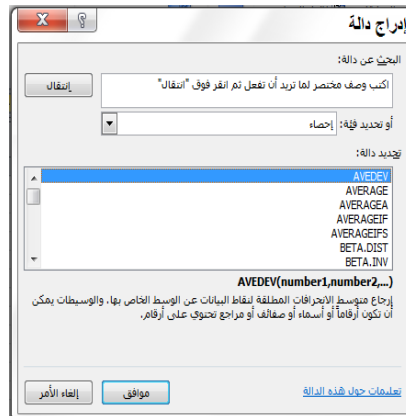 إدراج دالة
البحث عن دالة:
اكتب وصف مختصر لما تريد أن تفعل ثم انقر فوق "انتقال"
إنتقال
أو تحديد فئة: إحصاء
تحديد دالة:
AVEDEV
AVERAGE
AVERAGEA
AVERAGEIF
AVERAGEIFS
BETA.DIST
BETA.INV
AVEDEV(number1,number2,...)
إرجاع متوسط الانحرافات المطلقة لنقاط البيانات عن الوسط الخاص بها. والوسيطات يمكن
أن تكون أرقاماً أو أسماء أو صفائف أو مراجع تحتوي على أرقام.
تعليمات حول هذه الدالة
موافق
إلغاء الأمر